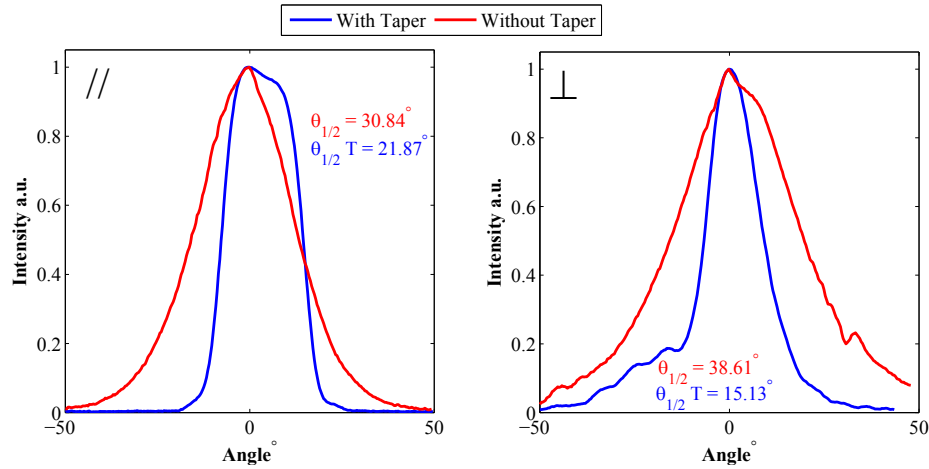 With Taper Without Taper
//
θ1/2 = 30.84°
θ1/2 T = 21.87°
Intensity a.u.
1
0.8
0.6
0.4
0.2
0
−50 0 50
Angle°
⊥
θ1/2 = 38.61°
θ1/2 T = 15.13°
Intensity a.u.
1
0.8
0.6
0.4
0.2
0
−50 0 50
Angle°